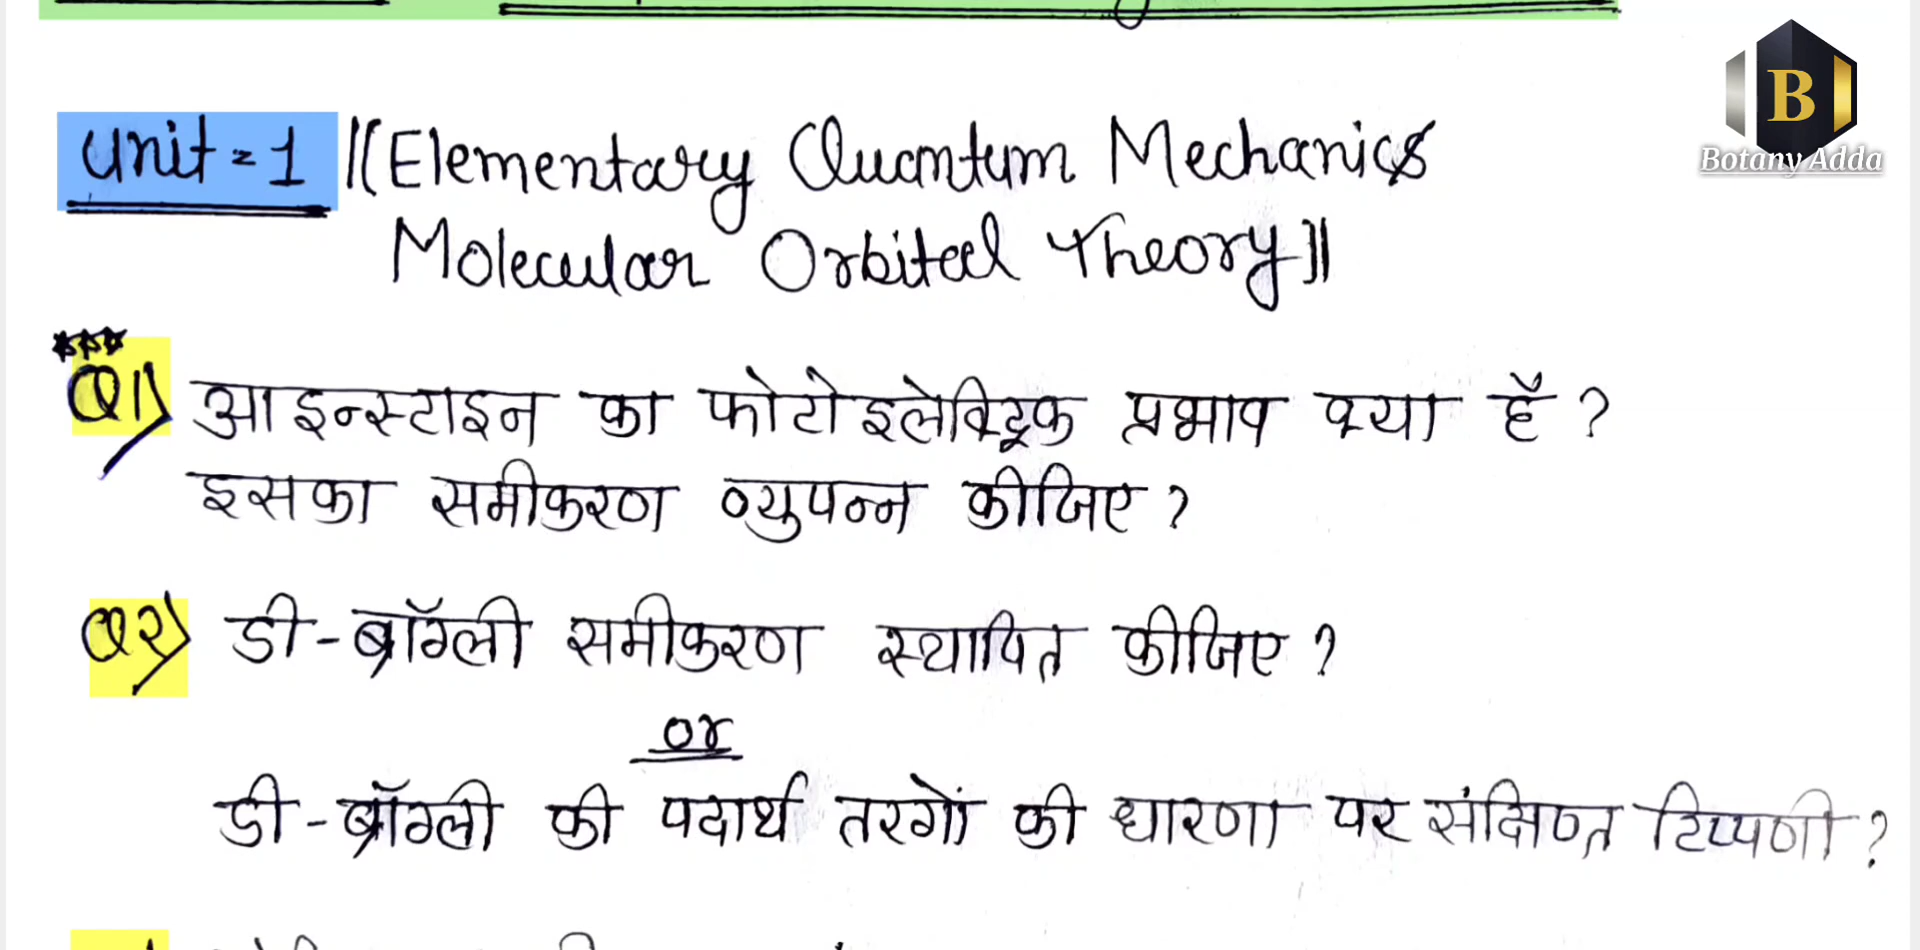 B
Botany Adda
Unit = 1 [[Elementary Quantum Mechanics
Molecular Orbital Theory]]
Q1) आइन्स्टाइन का फोटो इलेक्ट्रिक प्रभाव क्या है ?
इसका समीकरण व्युपन्न कीजिए ?
Q2) डी-ब्रॉग्ली समीकरण स्थापित कीजिए ?
or
डी-ब्रॉग्ली की पदार्थ तरगों की धारणा पर संक्षिप्त टिप्पणी ?